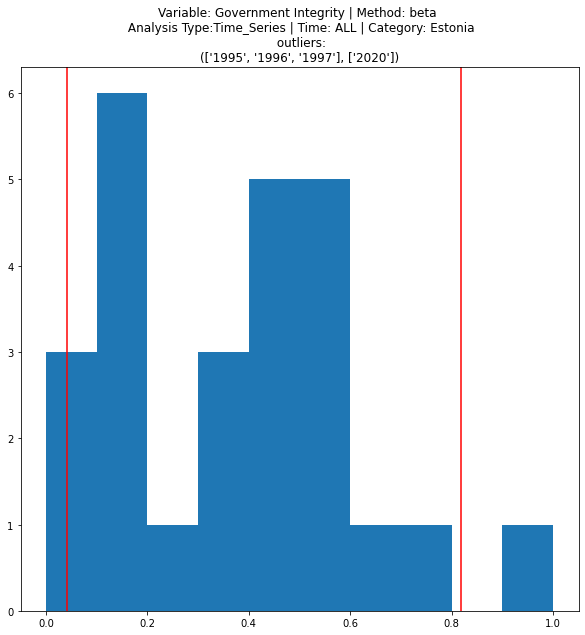 Variable: Government Integrity | Method: beta
Analysis Type:Time_Series | Time: ALL | Category: Estonia
outliers:
(['1995', '1996', '1997'], ['2020'])
6
5
4
3
2
1
0
0.0 0.2 0.4 0.6 0.8 1.0